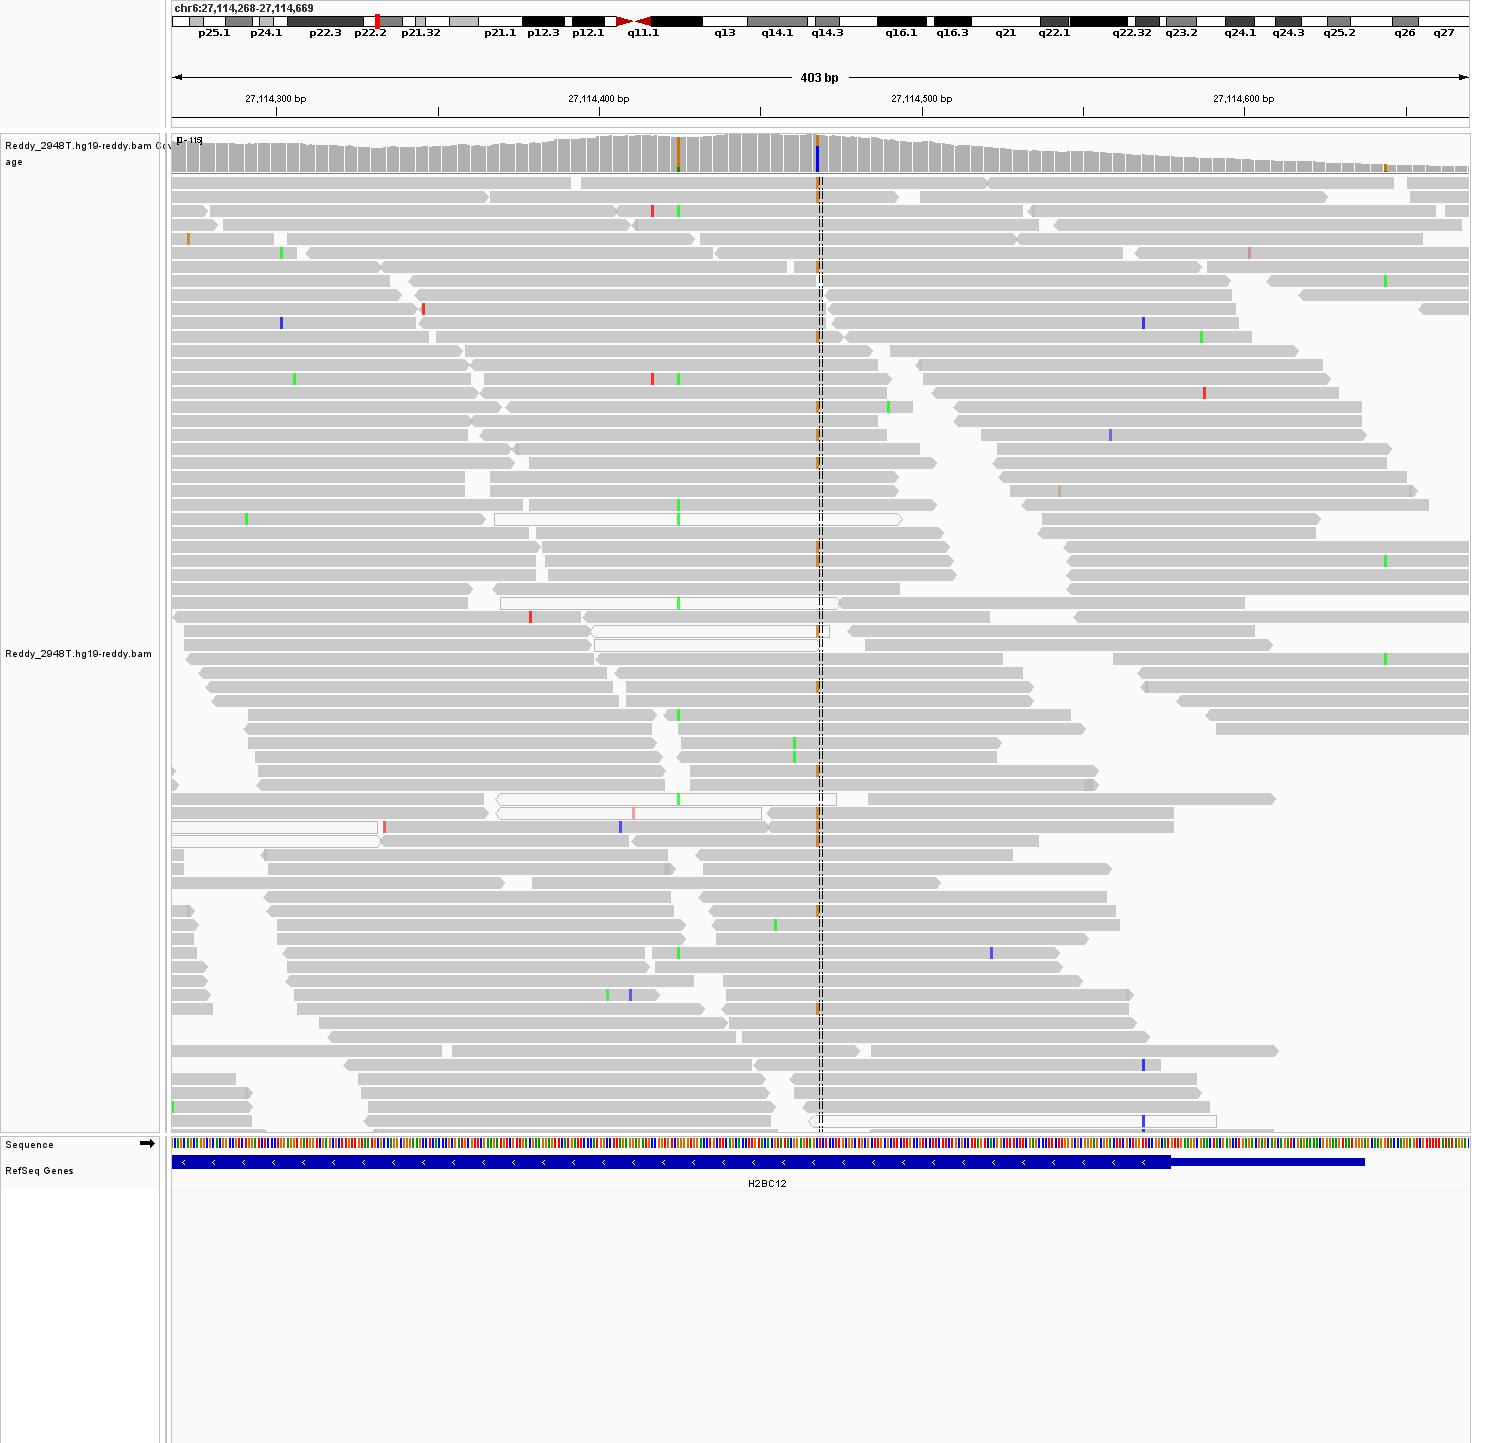 chr6:27,114,268-27,114,669
p25.1 p24.1 p22.3 p22.2 p21.32 p21.1 p12.3 p12.1 q11.1 q13 q14.1 q14.3 q16.1 q16.3 q21 q22.1 q22.32 q23.2 q24.1 q24.3 q25.2 q26 q27
403 bp
27,114,300 bp 27,114,400 bp 27,114,500 bp 27,114,600 bp
[0 - 115]
Reddy_2948T.hg19-reddy.bam Cov
age
Reddy_2948T.hg19-reddy.bam
Sequence
RefSeq Genes
H2BC12